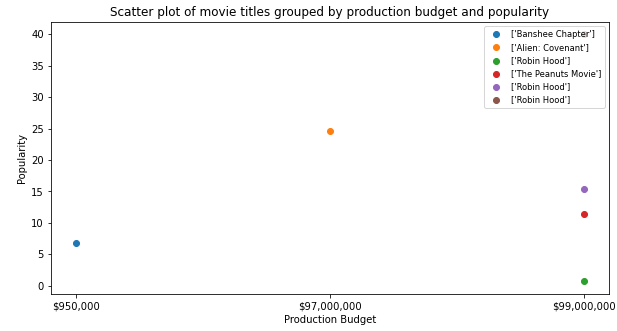 Scatter plot of movie titles grouped by production budget and popularity
40
35
30
25
20
15
10
5
0
Popularity
['Banshee Chapter']
['Alien: Covenant']
['Robin Hood']
['The Peanuts Movie']
['Robin Hood']
['Robin Hood']
$950,000
$97,000,000
$99,000,000
Production Budget